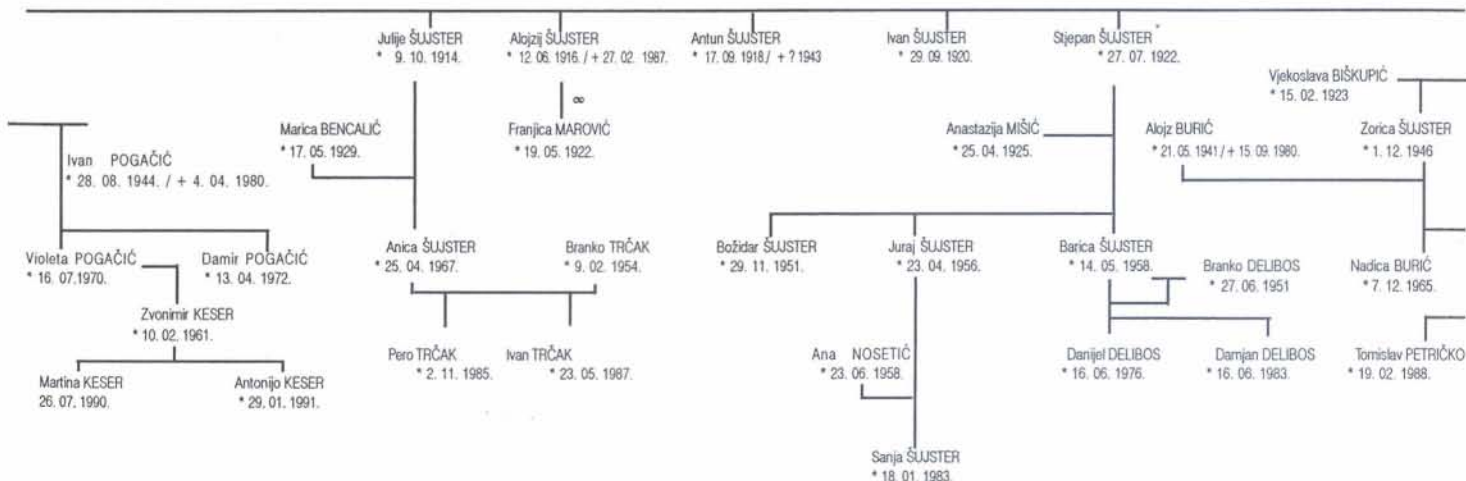 Julije ŠUJSTER
* 9. 10. 1914.
Alojzij ŠUJSTER
* 12. 06. 1916. / + 27. 02. 1987.
Antun ŠUJSTER
* 17. 09. 1918 / + ? 1943
Ivan ŠUJSTER
* 29. 09. 1920.
Stjepan ŠUJSTER *
* 27. 07. 1922.
Vjekoslava BIŠKUPIĆ
* 15. 02. 1923
∞
Marica BENCALIĆ
* 17. 05. 1929.
Franjica MAROVIĆ
* 19. 05. 1922.
Anastazija MIŠIĆ
* 25. 04. 1925.
Alojz BURIĆ
* 21. 05. 1941 / + 15. 09. 1980.
Zorica ŠUJSTER
* 1. 12. 1946
Ivan POGAČIĆ
* 28. 08. 1944. / + 4. 04. 1980.
Violeta POGAČIĆ
* 16. 07.1970.
Damir POGAČIĆ
* 13. 04. 1972.
Anica ŠUJSTER
* 25. 04. 1967.
Branko TRČAK
* 9. 02. 1954.
Božidar ŠUJSTER
* 29. 11. 1951.
Juraj ŠUJSTER
* 23. 04. 1956.
Barica ŠUJSTER
* 14. 05. 1958.
Branko DELIBOS
* 27. 06. 1951
Nadica BURIĆ
* 7. 12. 1965.
Zvonimir KESER
* 10. 02. 1961.
Pero TRČAK
* 2. 11. 1985.
Ivan TRČAK
* 23. 05. 1987.
Ana NOSETIĆ
* 23. 06. 1958.
Danijel DELIBOS
* 16. 06. 1976.
Damjan DELIBOS
* 16. 06. 1983.
Tomislav PETRIČKO
* 19. 02. 1988.
Martina KESER
26. 07. 1990.
Antonijo KESER
* 29. 01. 1991.
Sanja ŠUJSTER
* 18. 01. 1983.